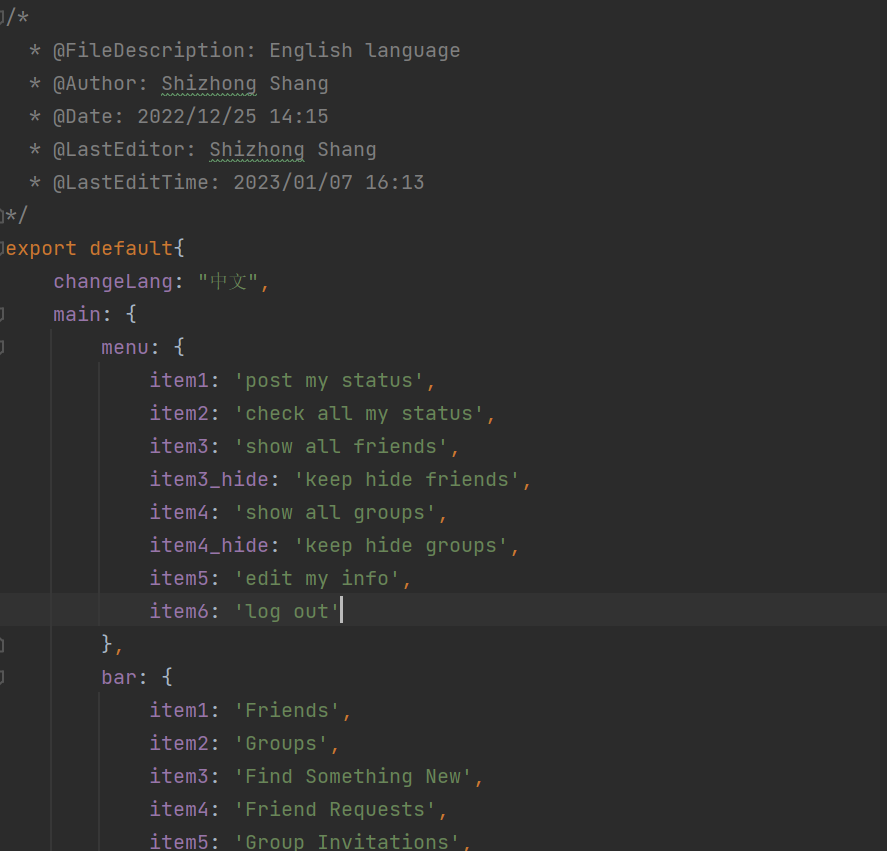 /*
* @FileDescription: English language
* @Author: Shizhong Shang
* @Date: 2022/12/25 14:15
* @LastEditor: Shizhong Shang
* @LastEditTime: 2023/01/07 16:13
*/
export default{
changeLang: "中文",
main: {
menu: {
item1: 'post my status',
item2: 'check all my status',
item3: 'show all friends',
item3_hide: 'keep hide friends',
item4: 'show all groups',
item4_hide: 'keep hide groups',
item5: 'edit my info',
item6: 'log out'
},
bar: {
item1: 'Friends',
item2: 'Groups',
item3: 'Find Something New',
item4: 'Friend Requests',
item5: 'Group Invitations',